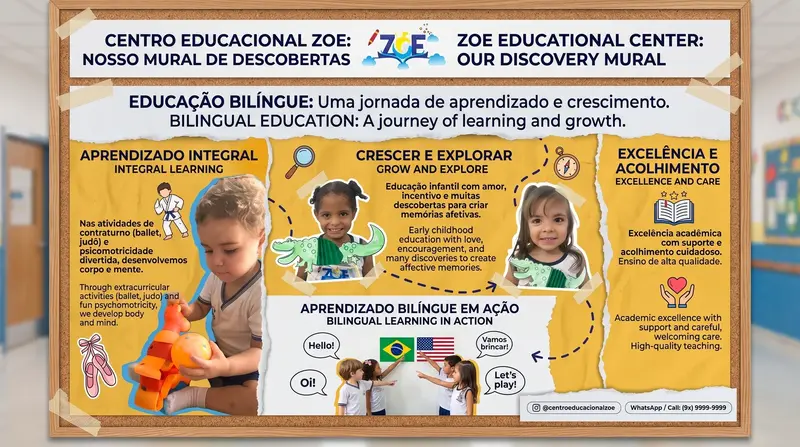 CENTRO EDUCACIONAL ZOE:
NOSSO MURAL DE DESCOBERTAS
ZOE
ZOE EDUCATIONAL CENTER:
OUR DISCOVERY MURAL
EDUCAÇÃO BILÍNGUE: Uma jornada de aprendizado e crescimento.
BILINGUAL EDUCATION: A journey of learning and growth.
APRENDIZADO INTEGRAL
INTEGRAL LEARNING
Nas atividades de
contraturno (ballet,
judô) e
psicomotricidade
divertida, desenvolvemos
corpo e mente.
Through extracurricular
activities (ballet, judo) and
fun psychomotricity,
we develop body
and mind.
CRESCER E EXPLORAR
GROW AND EXPLORE
Educação infantil com amor,
incentivo e muitas
descobertas para criar
memórias afetivas.
Early childhood
education with love,
encouragement, and
many discoveries to create
affective memories.
ZOE
APRENDIZADO BILÍNGUE EM AÇÃO
BILINGUAL LEARNING IN ACTION
Hello!
Oi!
Vamos
brincar!
Let's
play!
EXCELÊNCIA E
ACOLHIMENTO
EXCELLENCE AND CARE
Excelência acadêmica
com suporte e
acolhimento cuidadoso.
Ensino de alta qualidade.
Academic excellence with
support and careful,
welcoming care.
High-quality teaching.
@centroeducacionalzoe
WhatsApp / Call: (9x) 9999-9999